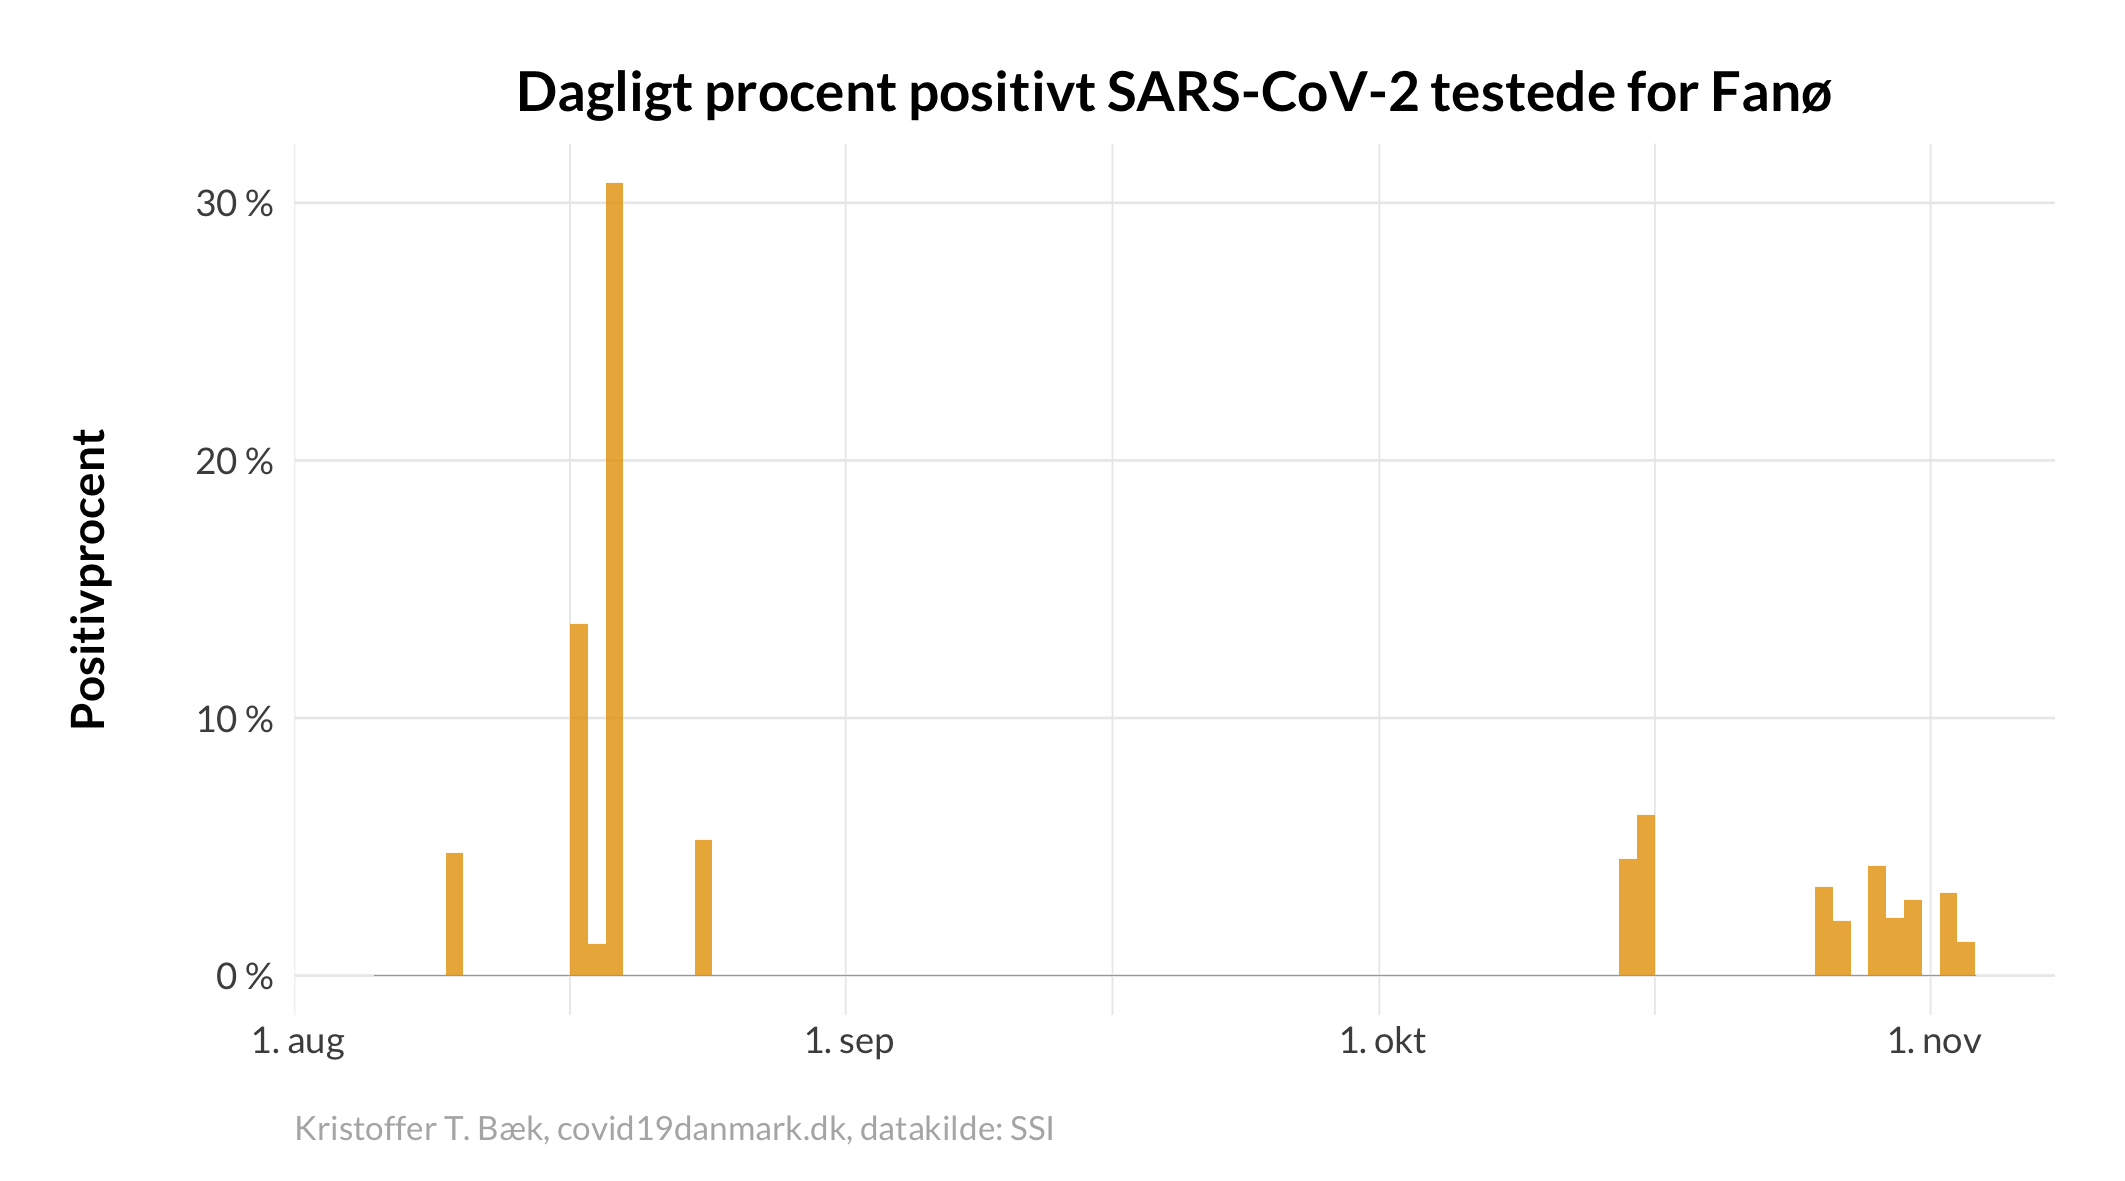 Dagligt procent positivt SARS-CoV-2 testede for Fanø
Positivprocent
30 %
20 %
10 %
0 %
1. aug
1. sep
1. okt
1. nov
Kristoffer T. Bæk, covid19danmark.dk, datakilde: SSI